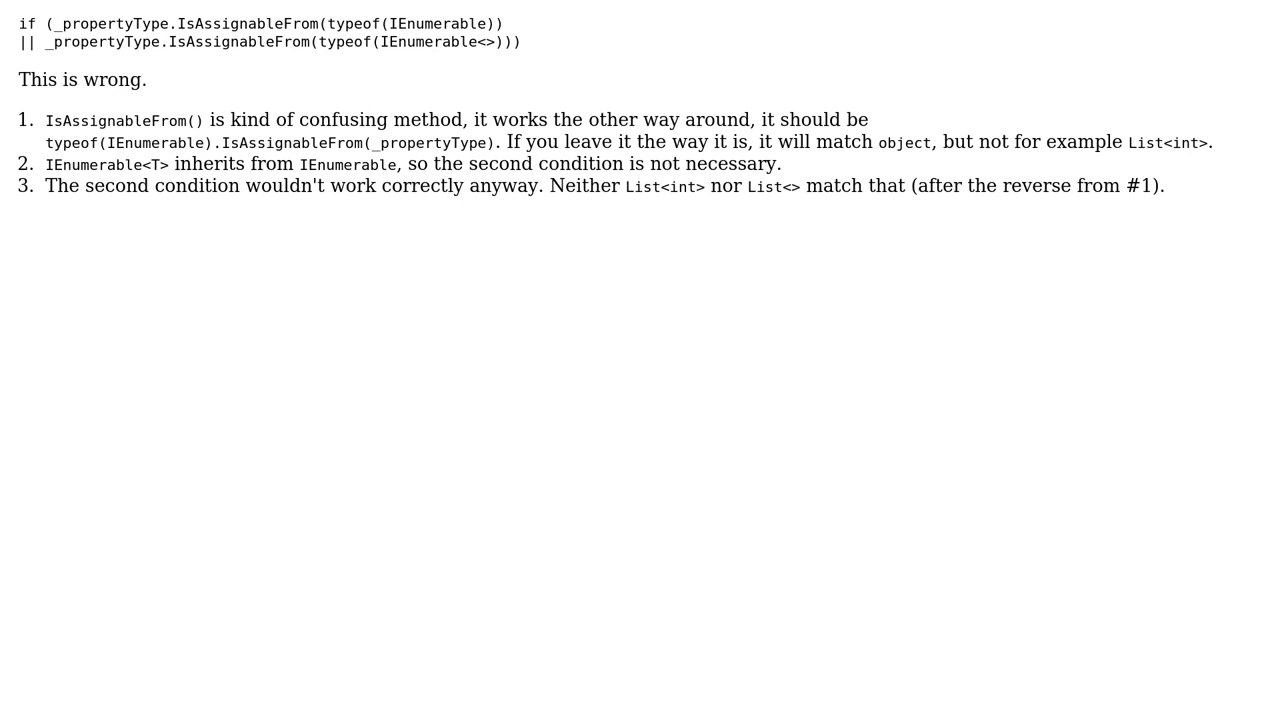 if (_propertyType.IsAssignableFrom(typeof(IEnumerable))
|| _propertyType.IsAssignableFrom(typeof(IEnumerable<>)))
This is wrong.
1. IsAssignableFrom() is kind of confusing method, it works the other way around, it should be
typeof(IEnumerable).IsAssignableFrom(_propertyType). If you leave it the way it is, it will match object, but not for example List<int>.
2. IEnumerable<T> inherits from IEnumerable, so the second condition is not necessary.
3. The second condition wouldn't work correctly anyway. Neither List<int> nor List<> match that (after the reverse from #1).